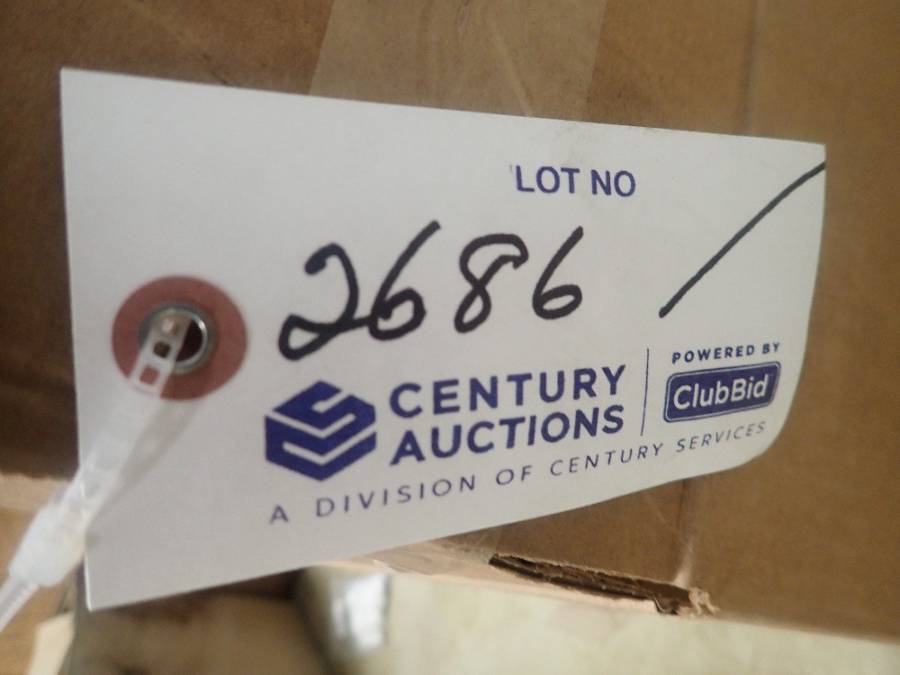 LOT NO
2686 /
CENTURY
AUCTIONS
POWERED BY
ClubBid
A DIVISION OF CENTURY SERVICES